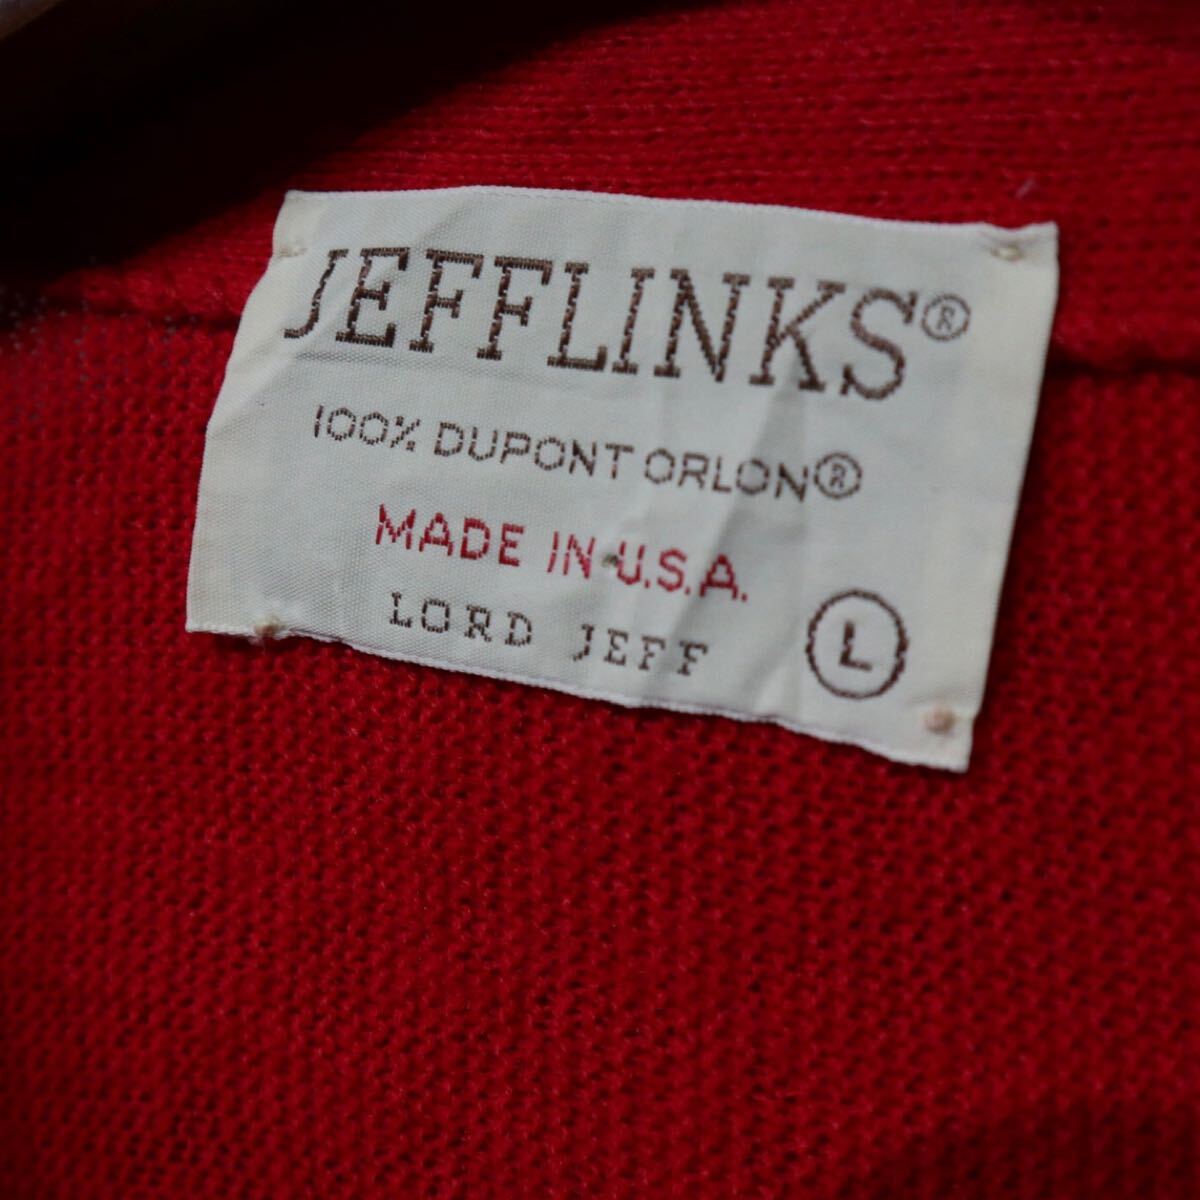 JEFFLINKS®
100% DUPONT ORLON®
MADE IN U.S.A.
LORD JEFF
L